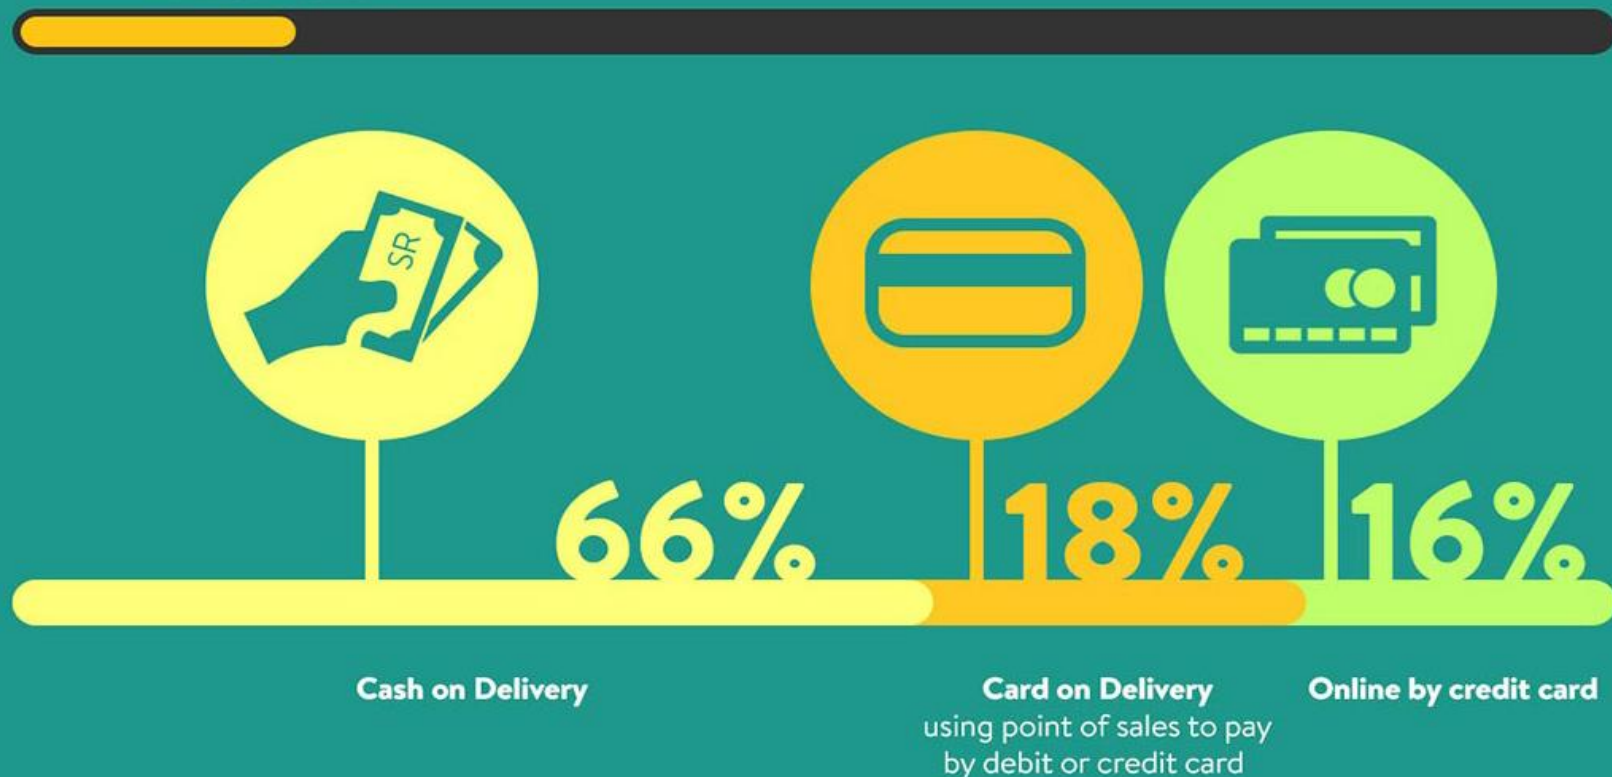 SR
66%
18%
16%
Cash on Delivery
Card on Delivery
using point of sales to pay
by debit or credit card
Online by credit card